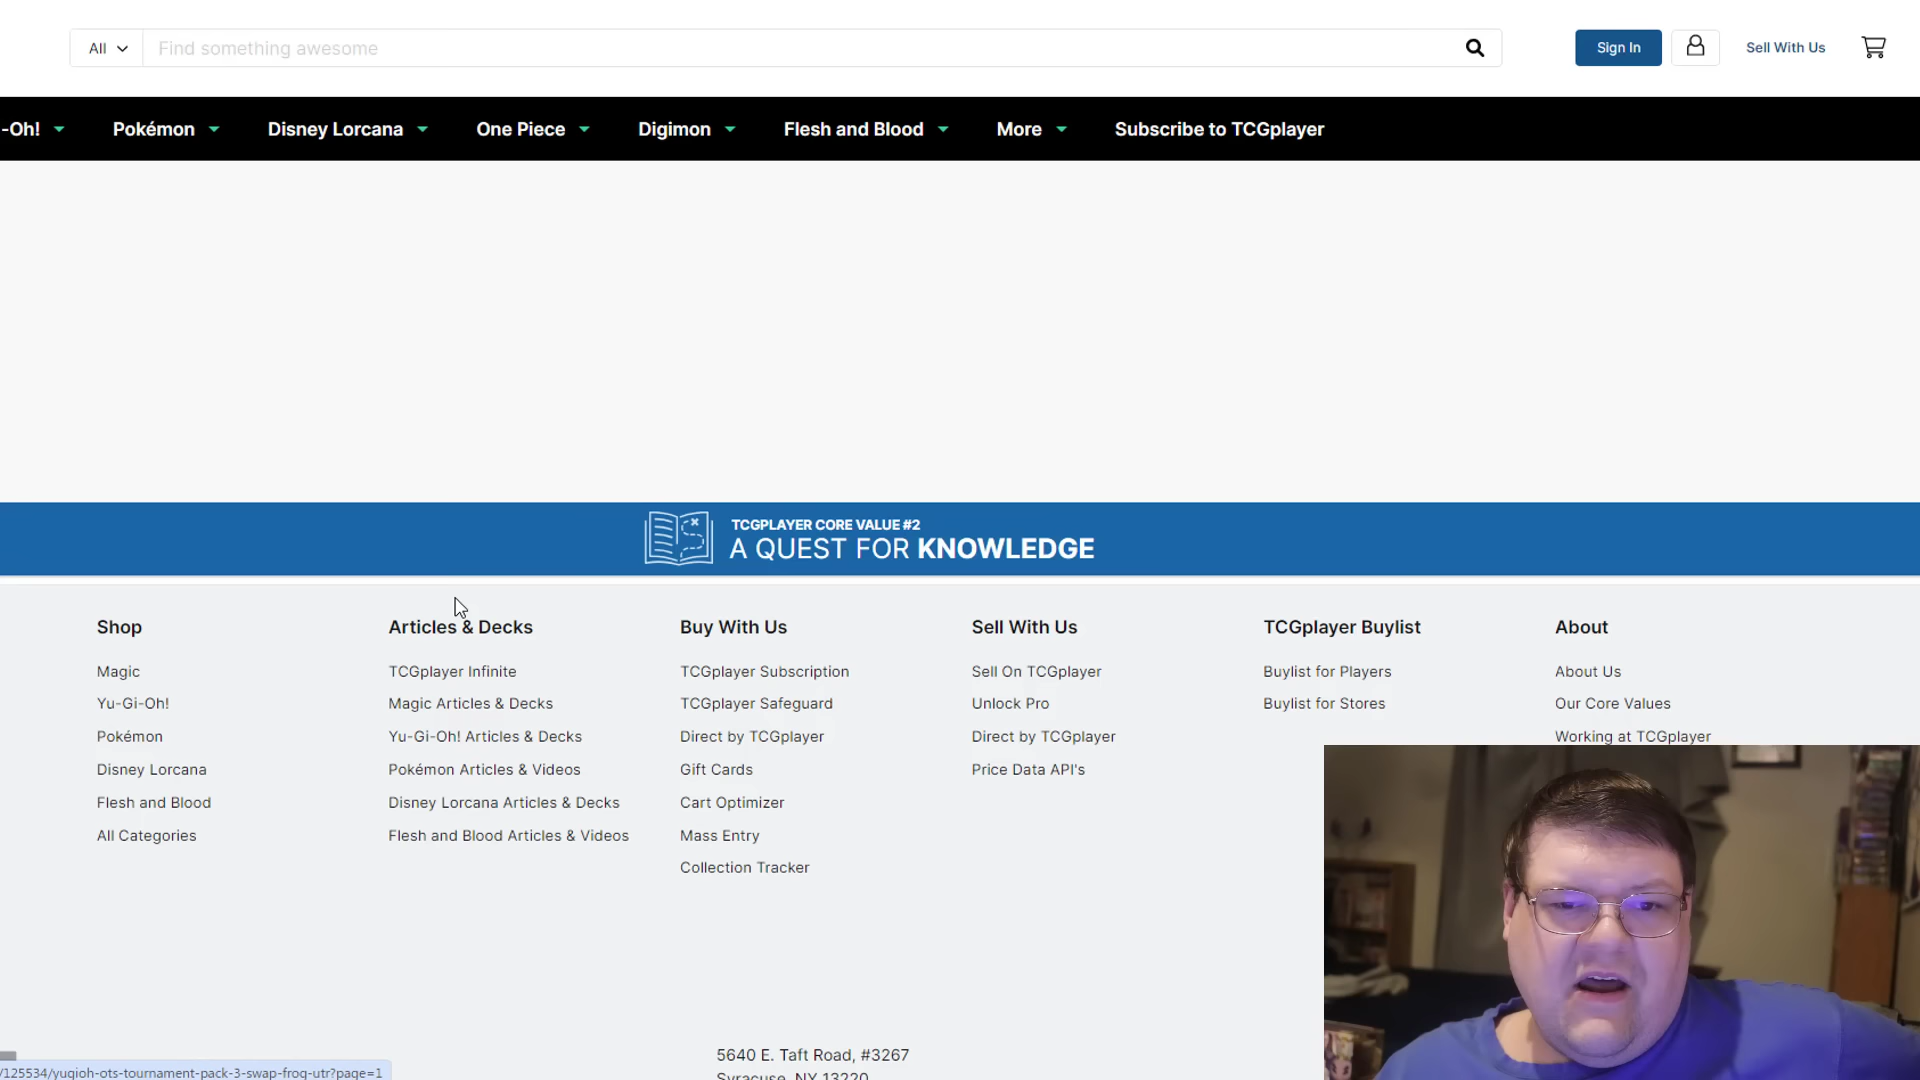 All
Find something awesome
Sign In
Sell With Us
-Oh!
Pokémon
Disney Lorcana
One Piece
Digimon
Flesh and Blood
More
Subscribe to TCGplayer
TCGPLAYER CORE VALUE #2
A QUEST FOR KNOWLEDGE
Shop
Magic
Yu-Gi-Oh!
Pokémon
Disney Lorcana
Flesh and Blood
All Categories
Articles & Decks
TCGplayer Infinite
Magic Articles & Decks
Yu-Gi-Oh! Articles & Decks
Pokémon Articles & Videos
Disney Lorcana Articles & Decks
Flesh and Blood Articles & Videos
Buy With Us
TCGplayer Subscription
TCGplayer Safeguard
Direct by TCGplayer
Gift Cards
Cart Optimizer
Mass Entry
Collection Tracker
Sell With Us
Sell On TCGplayer
Unlock Pro
Direct by TCGplayer
Price Data API's
TCGplayer Buylist
Buylist for Players
Buylist for Stores
About
About Us
Our Core Values
Working at TCGplayer
5640 E. Taft Road, #3267
Syracuse, NY 13220
/125534/yugioh-ots-tournament-pack-3-swap-frog-utr?page=1